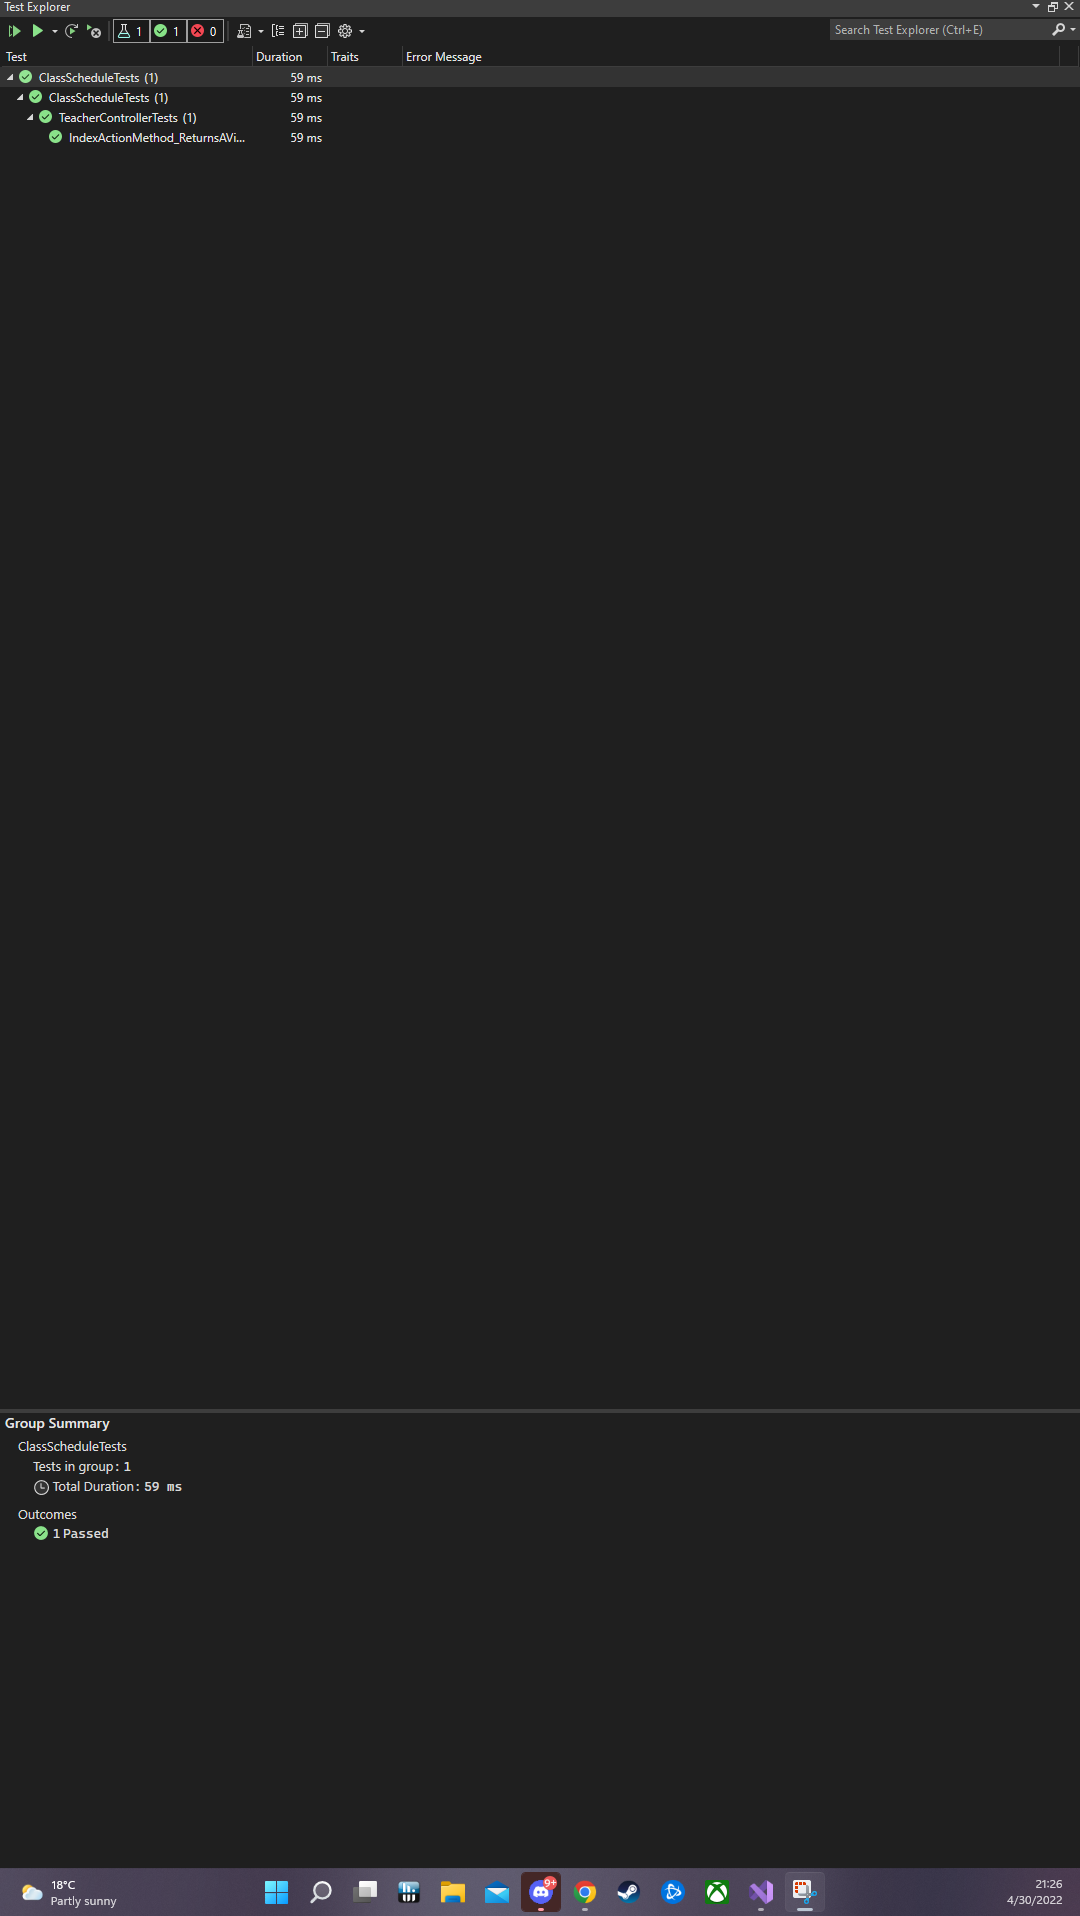 Test Explorer
1 1 0
Search Test Explorer (Ctrl+E)
Test Duration Traits Error Message
ClassScheduleTests (1) 59 ms
ClassScheduleTests (1) 59 ms
TeacherControllerTests (1) 59 ms
IndexActionMethod_ReturnsAVi... 59 ms
Group Summary
ClassScheduleTests
Tests in group: 1
Total Duration: 59 ms
Outcomes
1 Passed
18°C
Partly sunny
9+
21:26
4/30/2022